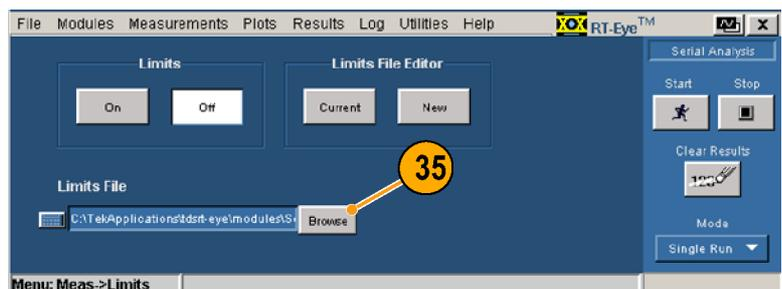 File Modules Measurements Plots Results Log Utilities Help RT-Eye™ X
Serial Analysis
Limits Limits File Editor
Start Stop
On Off Current New
Clear Results
35
Limits File
C:\TekApplications\tdsrt-eye\modules\S Browse
Mode
Single Run
Menu: Meas->Limits